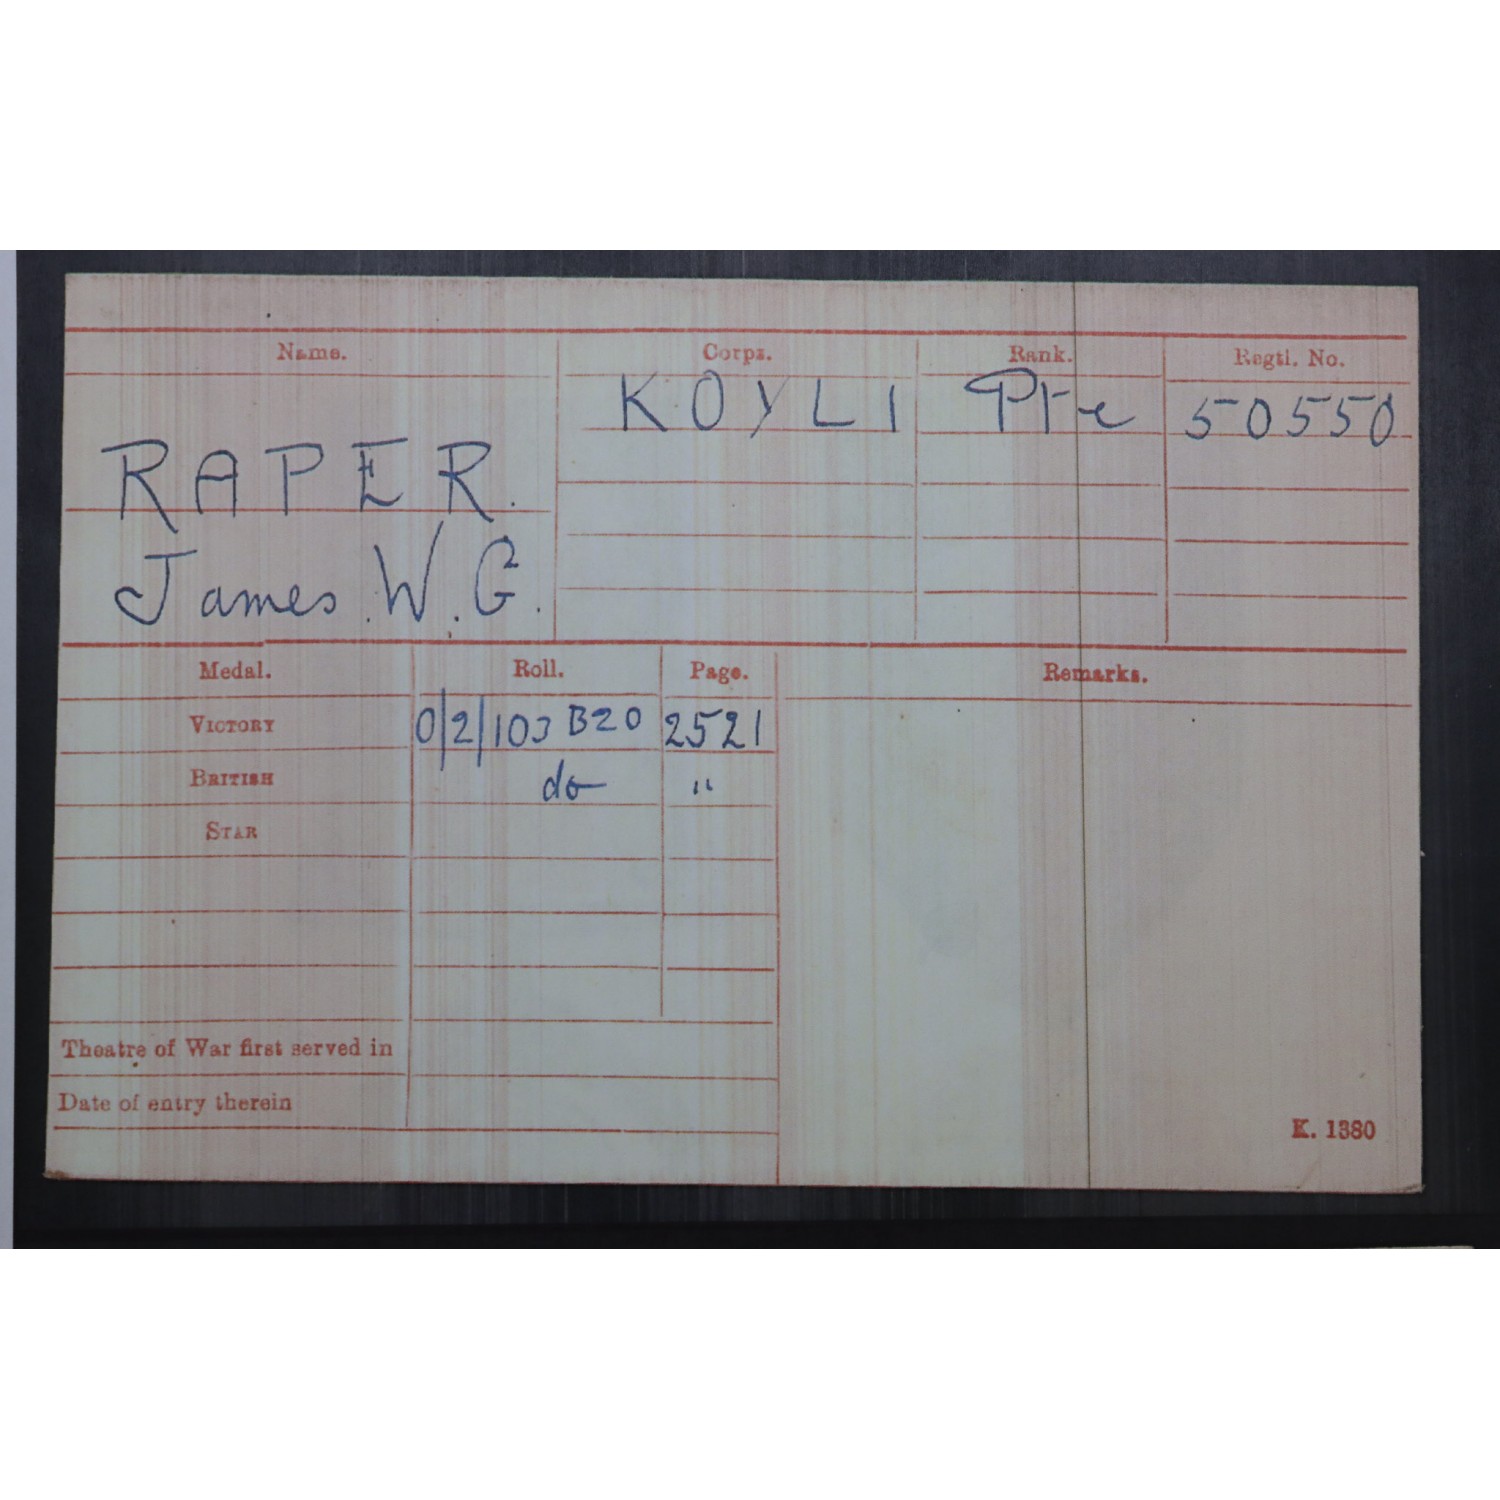 Name. Corps. Rank. Regtl. No.
KOYLI Pte 50550
RAPER.
James W. G.
Medal. Roll. Page. Remarks.
VICTORY 0/2/103 B20 2521
BRITISH do "
STAR
Theatre of War first served in
Date of entry therein
K. 1380